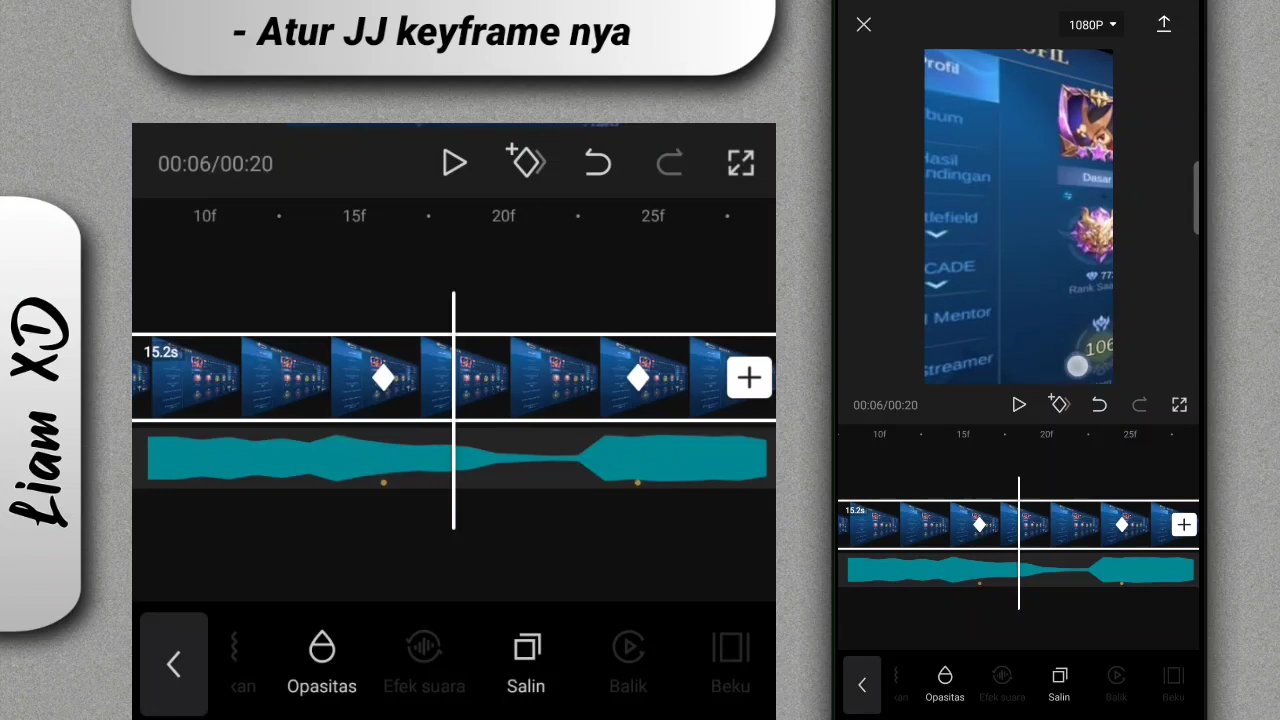 - Atur JJ keyframe nya
Liam XD
00:06/00:20
10f
15f
20f
25f
15.2s
kan
Opasitas
Efek suara
Salin
Balik
Beku
1080P
Profil
Hasil
CADE
Mentor
Streamer
Dasar
106
00:06/00:20
10f
15f
20f
25f
15.2s
kan
Opasitas
Efek suara
Salin
Balik
Beku